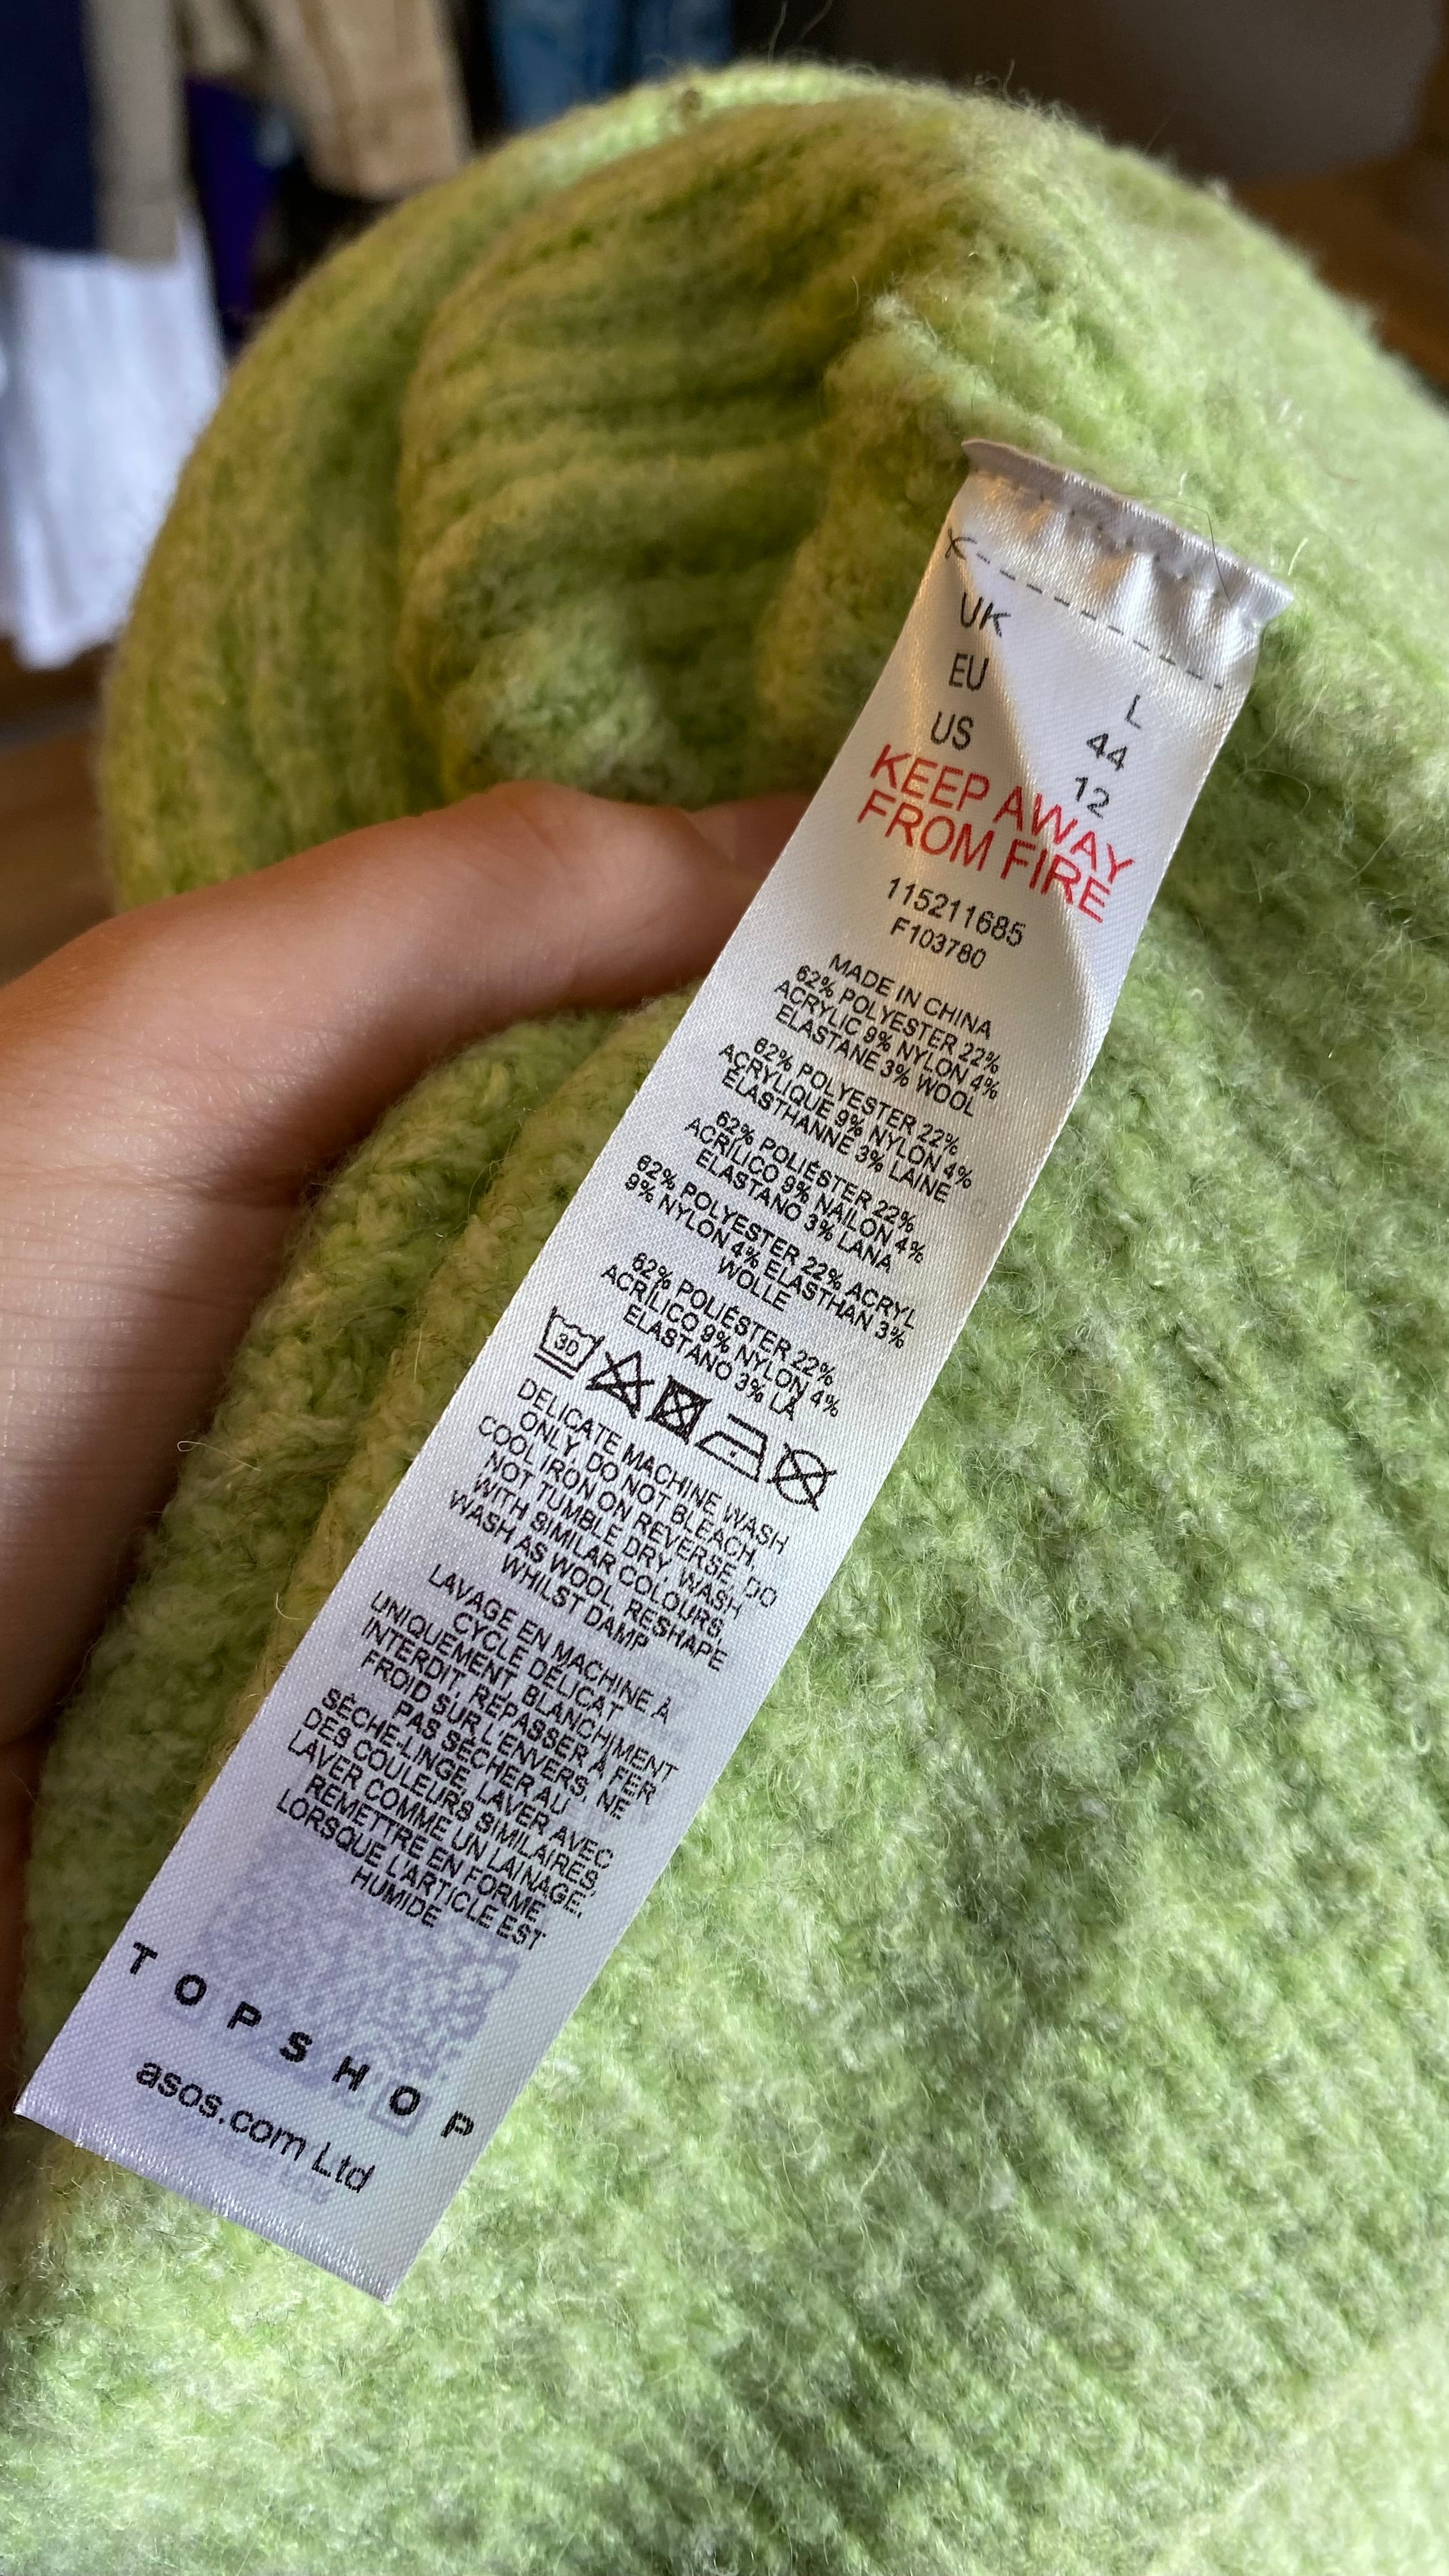 UK L
EU 44
US 12
KEEP AWAY
FROM FIRE
115211685
F103780
MADE IN CHINA
62% POLYESTER 22%
ACRYLIC 9% NYLON 4%
ELASTANE 3% WOOL
62% POLYESTER 22%
ACRYLIQUE 9% NYLON 4%
ÉLASTHANNE 3% LAINE
62% POLIÉSTER 22%
ACRÍLICO 9% NAILON 4%
ELASTANO 3% LANA
62% POLYESTER 22% ACRYL
9% NYLON 4% ELASTHAN 3%
WOLLE
62% POLIÉSTER 22%
ACRÍLICO 9% NYLON 4%
ELASTANO 3% LÃ
30
DELICATE MACHINE WASH
ONLY, DO NOT BLEACH,
COOL IRON ON REVERSE, DO
NOT TUMBLE DRY, WASH
WITH SIMILAR COLOURS,
WASH AS WOOL, RESHAPE
WHILST DAMP
LAVAGE EN MACHINE À
CYCLE DÉLICAT
UNIQUEMENT, BLANCHIMENT
INTERDIT, REPASSER À FER
FROID SUR L'ENVERS, NE
PAS SÉCHER AU
SÈCHE-LINGE, LAVER AVEC
DES COULEURS SIMILAIRES,
LAVER COMME UN LAINAGE,
REMETTRE EN FORME
LORSQUE L'ARTICLE EST
HUMIDE
TOPSHOP
asos.com Ltd